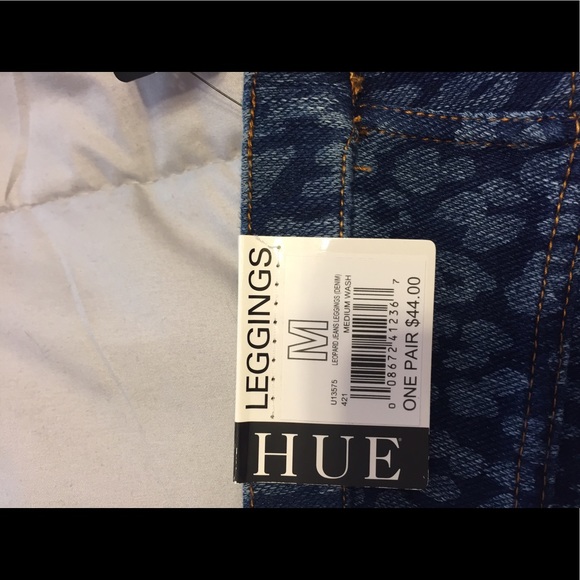 LEGGINGS
M
U13575 LEOPARD JEANS LEGGINGS (DENIM)
421 MEDIUM WASH
0 08672 41236 7
ONE PAIR $44.00
HUE